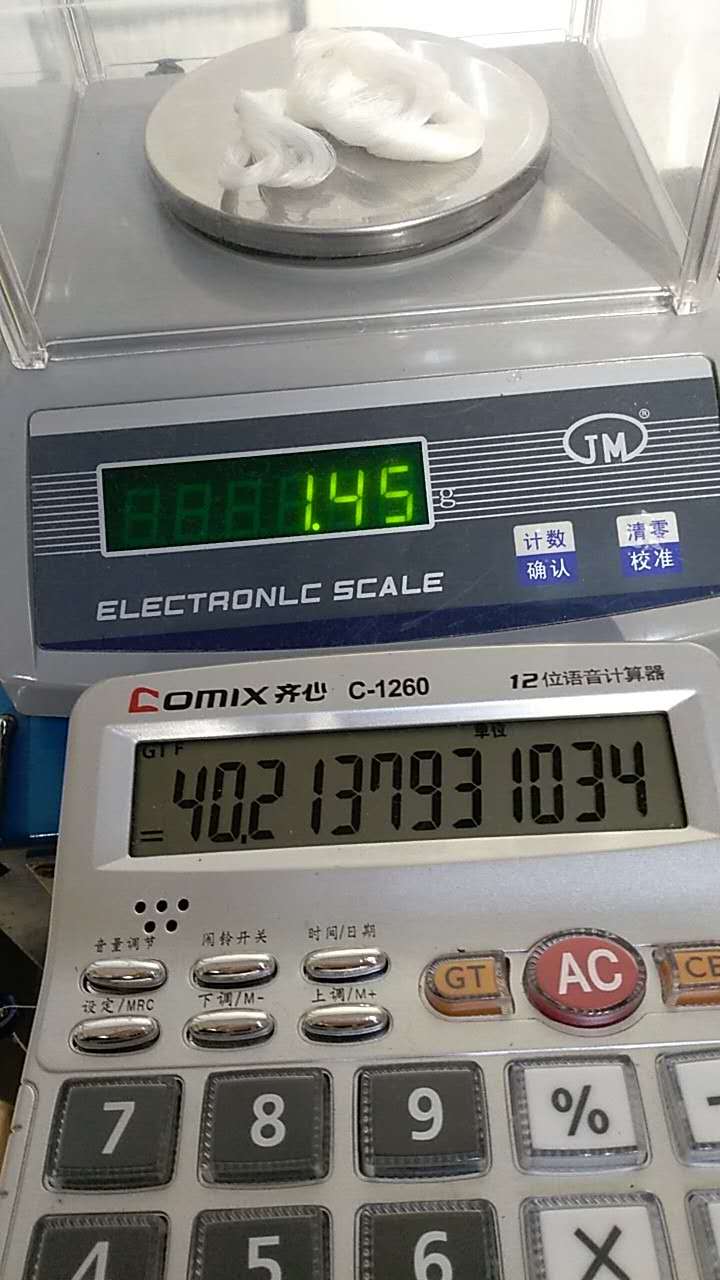 JM®
1.45 g
计数 清零
确认 校准
ELECTRONLC SCALE
COMIX 齐心 C-1260 12位语音计算器
GT F 单位
=40.2137931034
音量调节 闹铃开关 时间/日期
GT AC CE
设定/MRC 下调/M- 上调/M+
7 8 9 % -
4 5 6 X